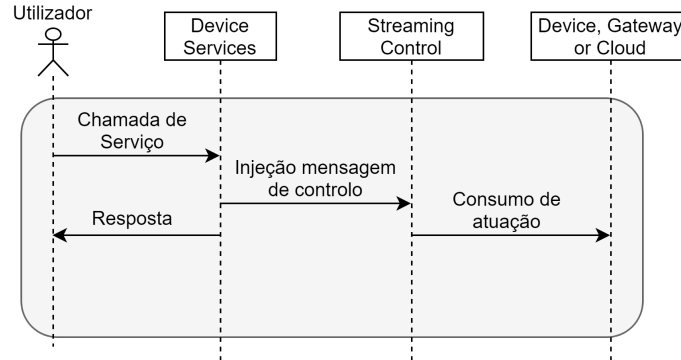 Utilizador
Device
Services
Streaming
Control
Device, Gateway
or Cloud
Chamada de
Serviço
Injeção mensagem
de controlo
Resposta
Consumo de
atuação